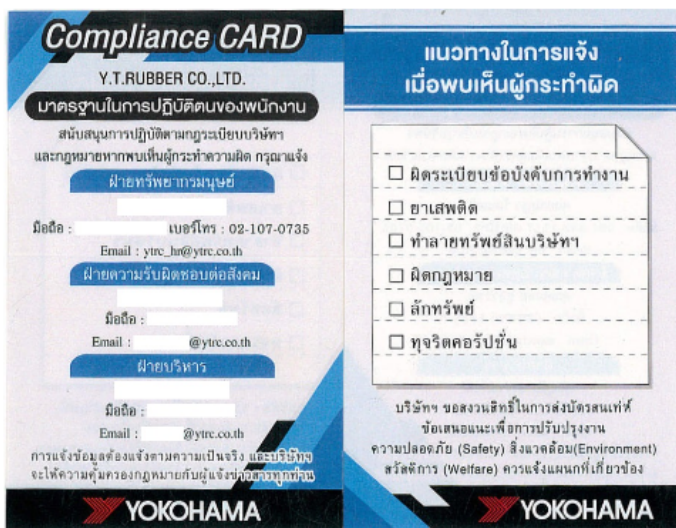 Compliance CARD
Y.T.RUBBER CO.,LTD.
มาตรฐานในการปฏิบัติตนของพนักงาน
สนับสนุนการปฏิบัติตามกฎระเบียบบริษัทฯ
และกฎหมายหากพบเห็นผู้กระทำความผิด กรุณาแจ้ง
ฝ่ายทรัพยากรมนุษย์
มือถือ : เบอร์โทร : 02-107-0735
Email : ytrc_hr@ytrc.co.th
ฝ่ายความรับผิดชอบต่อสังคม
มือถือ :
Email : @ytrc.co.th
ฝ่ายบริหาร
มือถือ :
Email : @ytrc.co.th
การแจ้งข้อมูลต้องแจ้งตามความเป็นจริง และบริษัทฯ
จะให้ความคุ้มครองกฎหมายกับผู้แจ้งข่าวสารทุกท่าน
YOKOHAMA
แนวทางในการแจ้ง
เมื่อพบเห็นผู้กระทำผิด
ผิดระเบียบข้อบังคับการทำงาน
ยาเสพติด
ทำลายทรัพย์สินบริษัทฯ
ผิดกฎหมาย
ลักทรัพย์
ทุจริตคอรัปชั่น
บริษัทฯ ขอสงวนสิทธิ์ในการส่งบัตรสนเท่ห์
ข้อเสนอแนะเพื่อการปรับปรุงงาน
ความปลอดภัย (Safety) สิ่งแวดล้อม(Environment)
สวัสดิการ (Welfare) ควรแจ้งแผนกที่เกี่ยวข้อง
YOKOHAMA